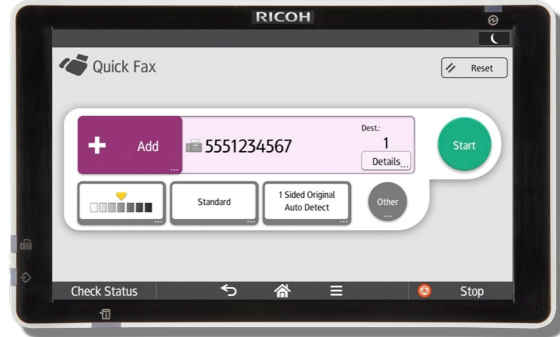 RICOH
Quick Fax
Reset
Add
5551234567
Dest.:
1
Details...
Start
Standard
1 Sided Original
Auto Detect
Other
Check Status
Stop